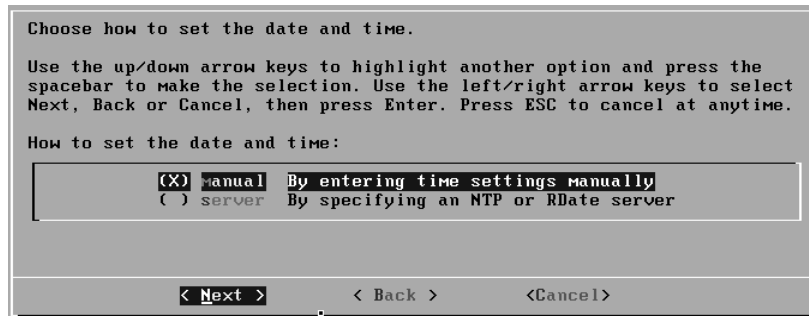 Choose how to set the date and time.
Use the up/down arrow keys to highlight another option and press the
spacebar to make the selection. Use the left/right arrow keys to select
Next, Back or Cancel, then press Enter. Press ESC to cancel at anytime.
How to set the date and time:
(X) manual By entering time settings manually
( ) server By specifying an NTP or RDate server
< Next > < Back > <Cancel>